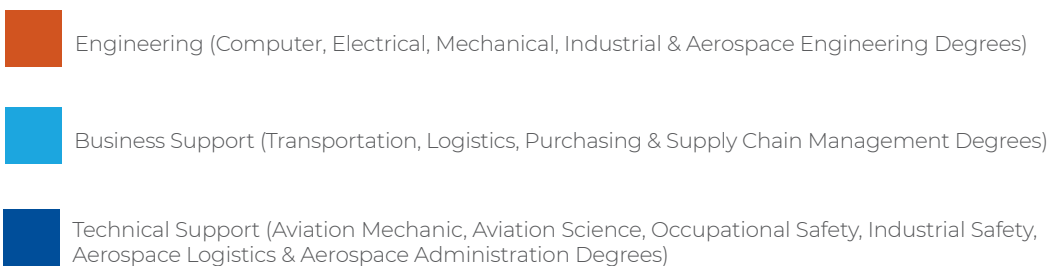 Engineering (Computer, Electrical, Mechanical, Industrial & Aerospace Engineering Degrees)
Business Support (Transportation, Logistics, Purchasing & Supply Chain Management Degrees)
Technical Support (Aviation Mechanic, Aviation Science, Occupational Safety, Industrial Safety,
Aerospace Logistics & Aerospace Administration Degrees)